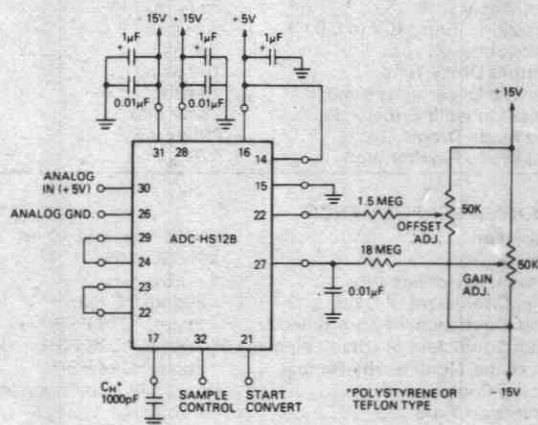 - 15V
+ 15V
+5V
1µF
+
1µF
+
1µF
+
0.01µF
0.01µF
31
28
16
14
15
22
27
ANALOG
IN (+5V)
30
ANALOG GND.
26
29
24
23
22
ADC-HS12B
17
32
21
CH*
1000pF
SAMPLE
CONTROL
START
CONVERT
1.5 MEG
OFFSET
ADJ.
50K
18 MEG
GAIN
ADJ.
50K
0.01µF
+15V
- 15V
*POLYSTYRENE OR
TEFLON TYPE